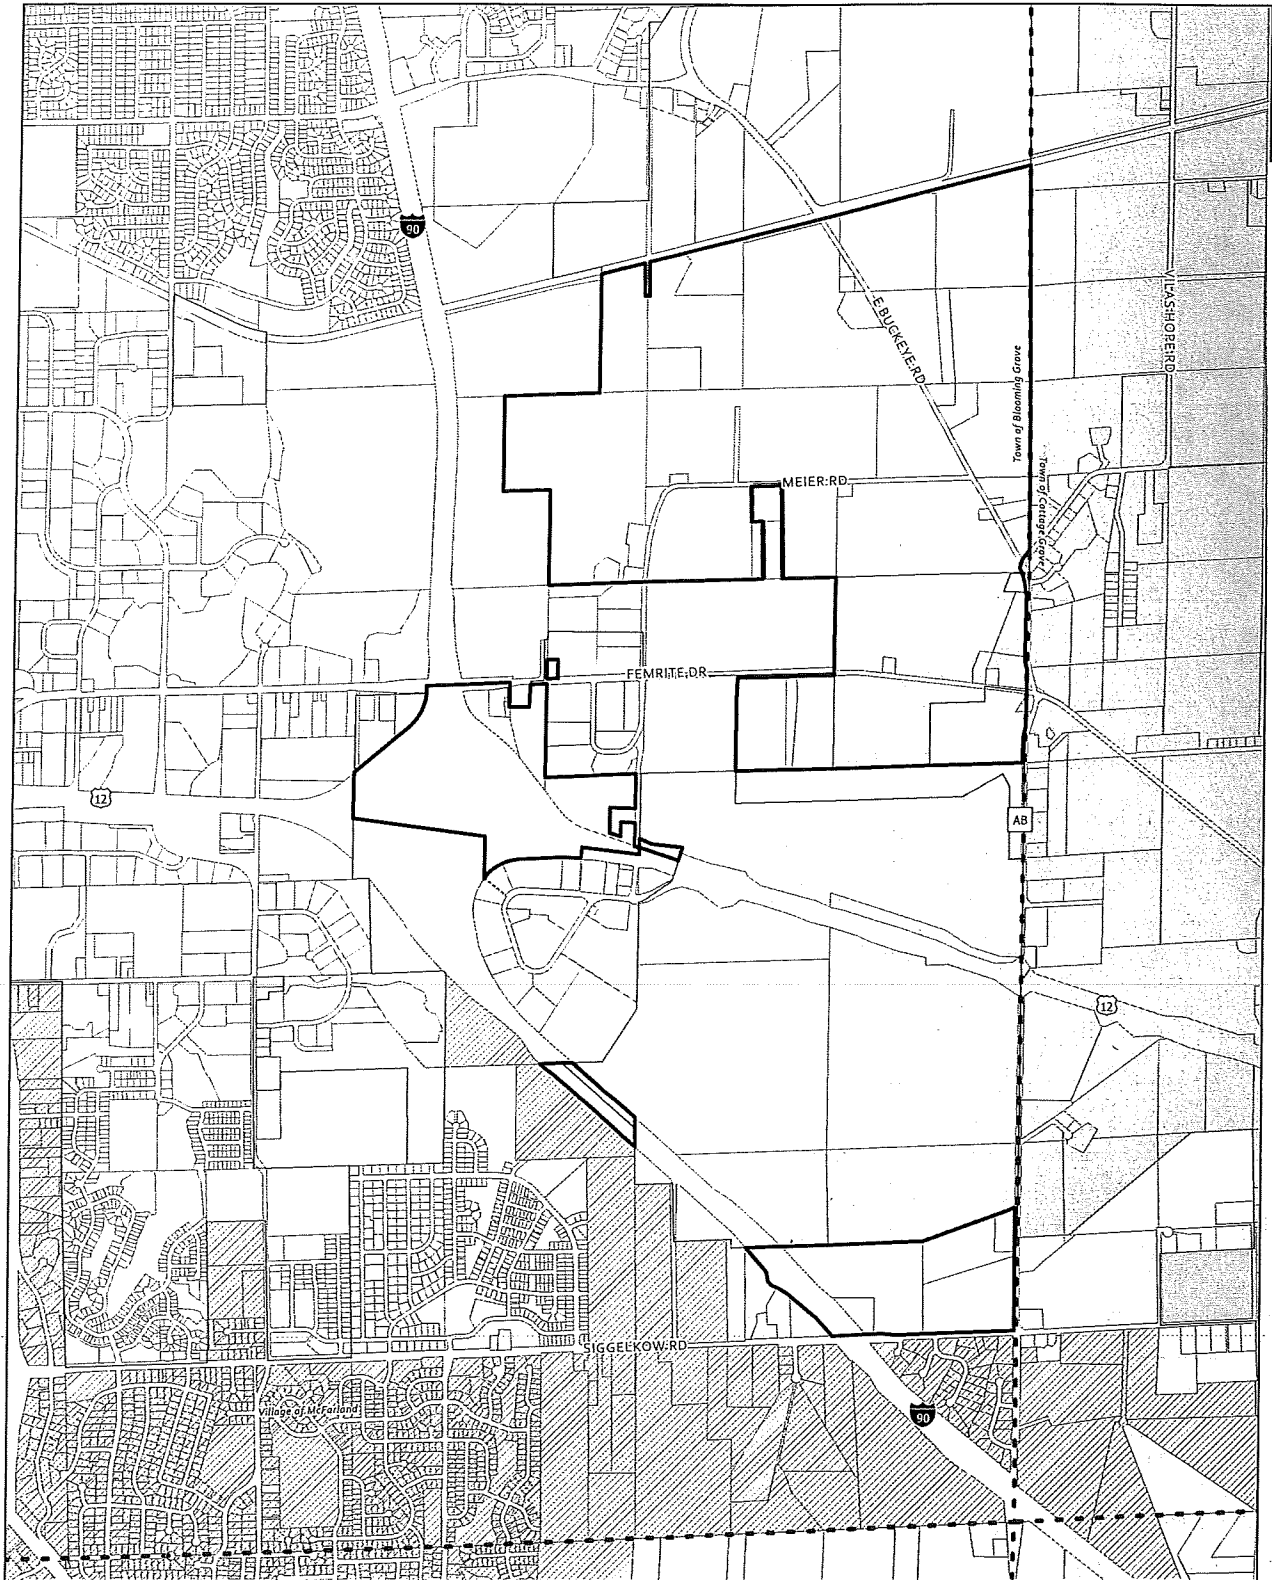 90
VILAS HOPE RD
E BUCKEYE RD
Town of Blooming Grove
Town of Cottage Grove
MEIER RD
FEMRITE DR
12
AB
12
SIGGELKOW RD
Village of McFarland
90